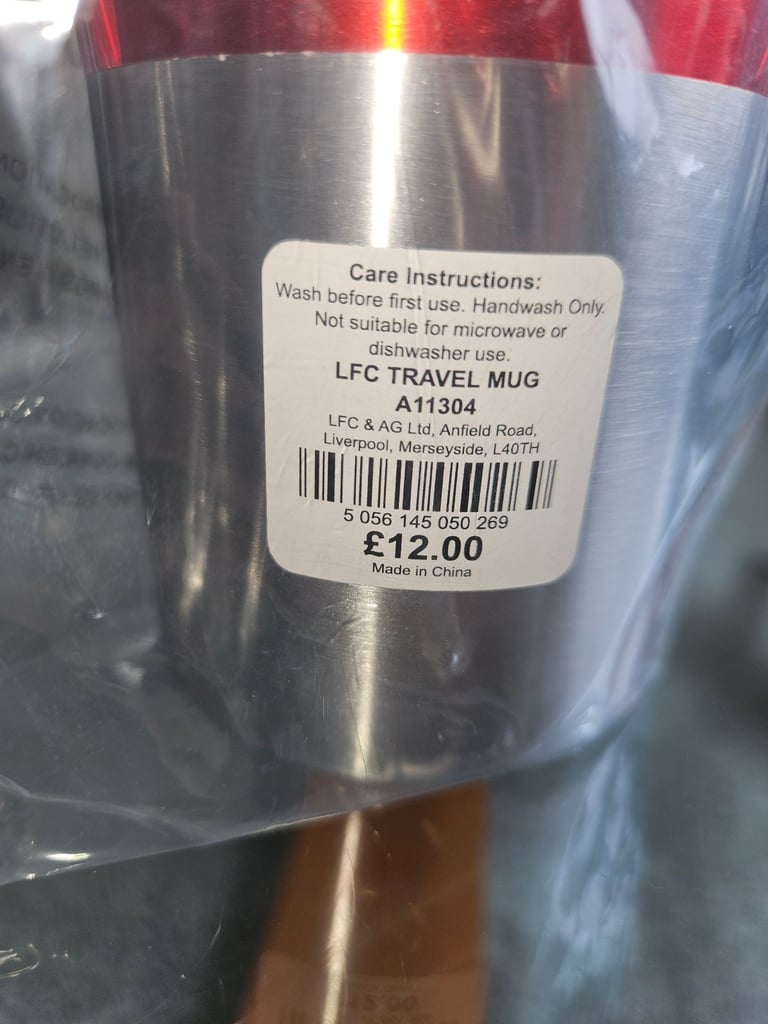 Care Instructions:
Wash before first use. Handwash Only.
Not suitable for microwave or
dishwasher use.
LFC TRAVEL MUG
A11304
LFC & AG Ltd, Anfield Road,
Liverpool, Merseyside, L40TH
5 056 145 050 269
£12.00
Made in China